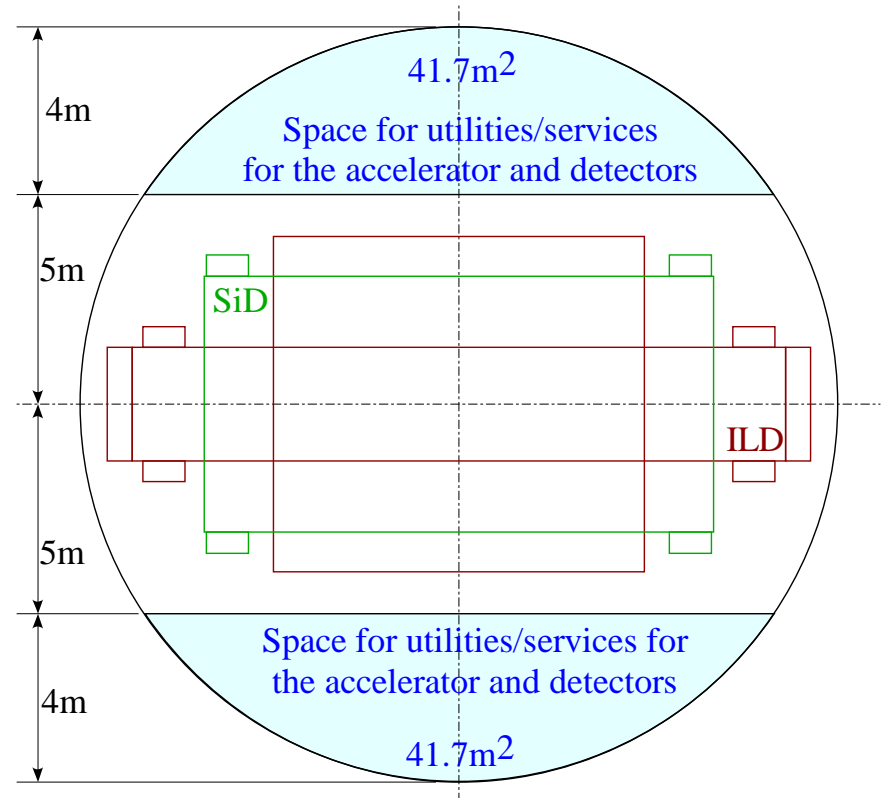 41.7m2
4m
Space for utilities/services
for the accelerator and detectors
5m
SiD
ILD
5m
Space for utilities/services for
the accelerator and detectors
4m
41.7m2